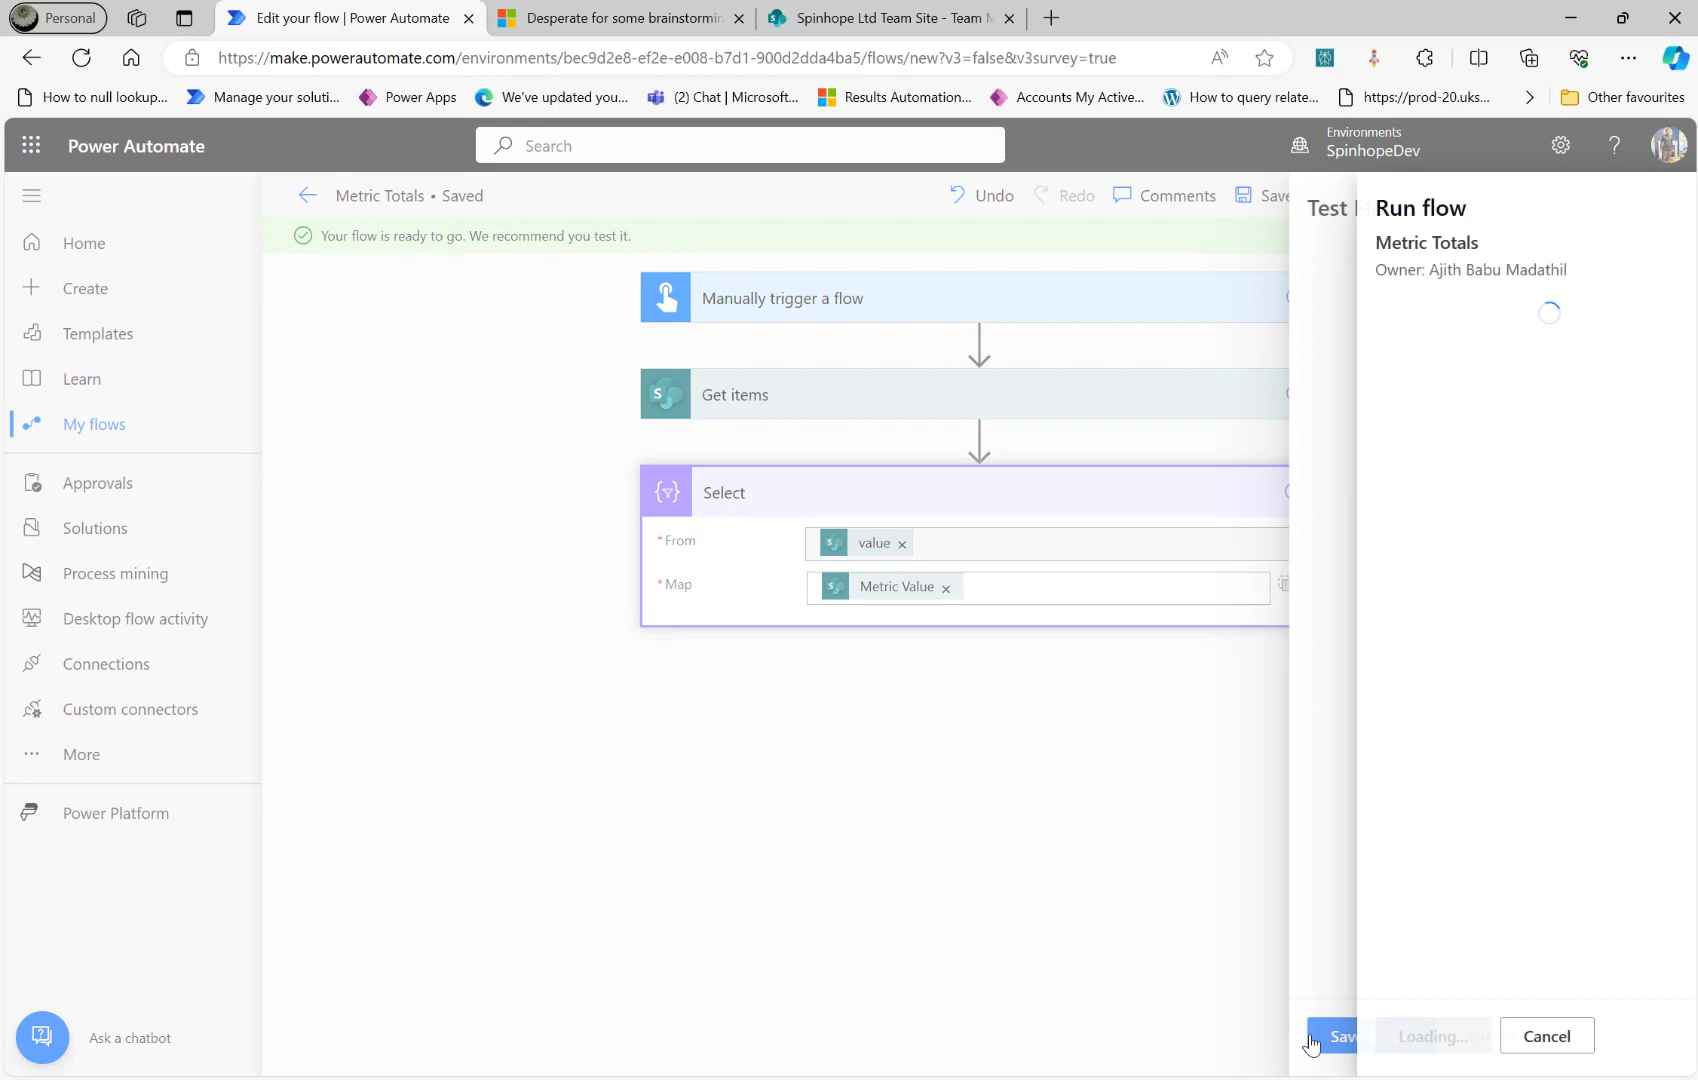 Personal
Edit your flow | Power Automate
Desperate for some brainstormin
Spinhope Ltd Team Site - Team M
https://make.powerautomate.com/environments/bec9d2e8-ef2e-e008-b7d1-900d2dda4ba5/flows/new?v3=false&v3survey=true
How to null lookup...
Manage your soluti...
Power Apps
We've updated you...
(2) Chat | Microsoft...
Results Automation...
Accounts My Active...
How to query relate...
https://prod-20.uks...
Other favourites
Power Automate
Search
Environments
SpinhopeDev
Metric Totals • Saved
Undo
Redo
Comments
Save
Your flow is ready to go. We recommend you test it.
Home
Create
Templates
Learn
My flows
Approvals
Solutions
Process mining
Desktop flow activity
Connections
Custom connectors
More
Power Platform
Ask a chatbot
Manually trigger a flow
Get items
Select
* From
value
* Map
Metric Value
Test
Run flow
Metric Totals
Owner: Ajith Babu Madathil
Sav
Loading...
Cancel